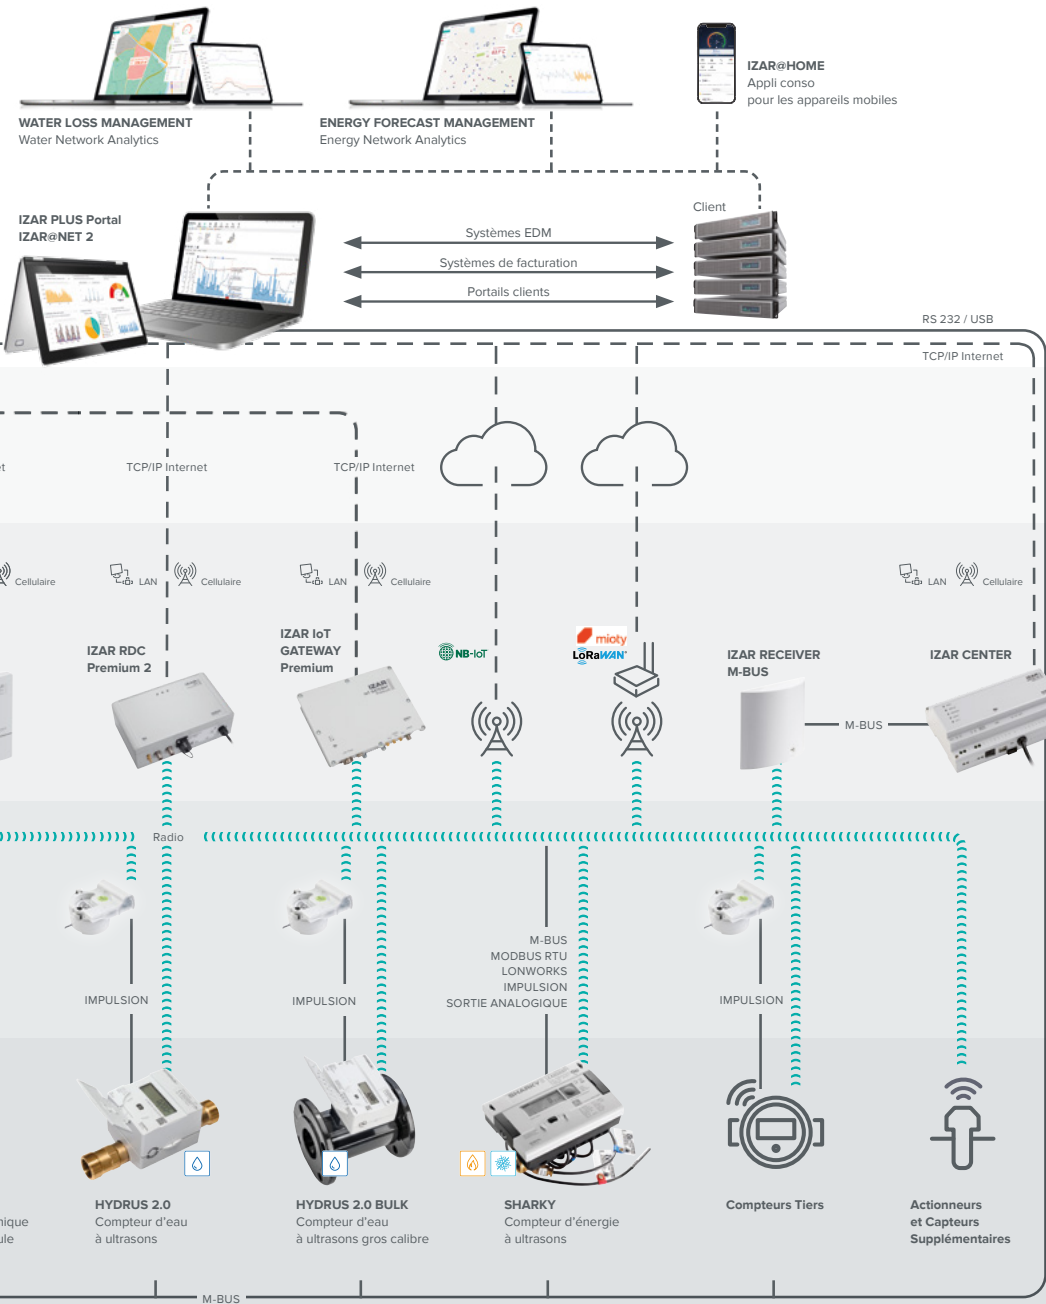 WATER LOSS MANAGEMENT
Water Network Analytics
ENERGY FORECAST MANAGEMENT
Energy Network Analytics
IZAR@HOME
Appli conso
pour les appareils mobiles
IZAR PLUS Portal
IZAR@NET 2
Client
Systèmes EDM
Systèmes de facturation
Portails clients
RS 232 / USB
TCP/IP Internet
TCP/IP Internet
TCP/IP Internet
Cellulaire
LAN
Cellulaire
LAN
Cellulaire
LAN
Cellulaire
IZAR RDC
Premium 2
IZAR IoT
GATEWAY
Premium
NB-IoT
mioty
LoRaWAN
IZAR RECEIVER
M-BUS
IZAR CENTER
M-BUS
IZAR
Radio
M-BUS
MODBUS RTU
LONWORKS
IMPULSION
SORTIE ANALOGIQUE
IMPULSION
IMPULSION
IMPULSION
SHARKY
HYDRUS 2.0
Compteur d'eau
à ultrasons
HYDRUS 2.0 BULK
Compteur d'eau
à ultrasons gros calibre
SHARKY
Compteur d'énergie
à ultrasons
Compteurs Tiers
Actionneurs
et Capteurs
Supplémentaires
M-BUS